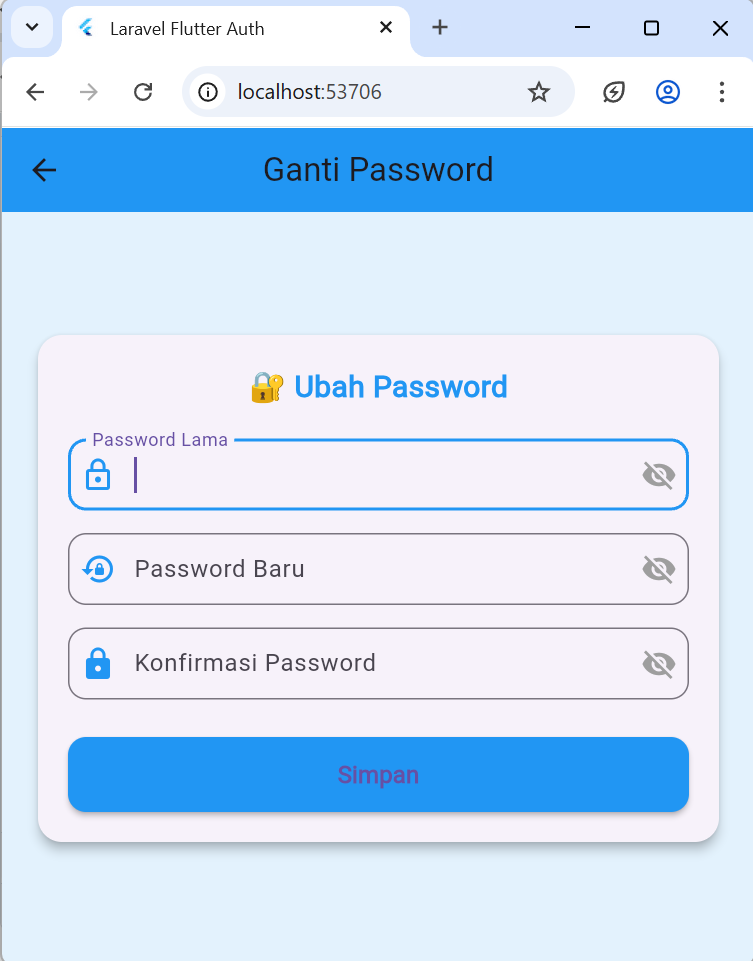 Laravel Flutter Auth
localhost:53706
Ganti Password
🔐 Ubah Password
Password Lama
Password Baru
Konfirmasi Password
Simpan